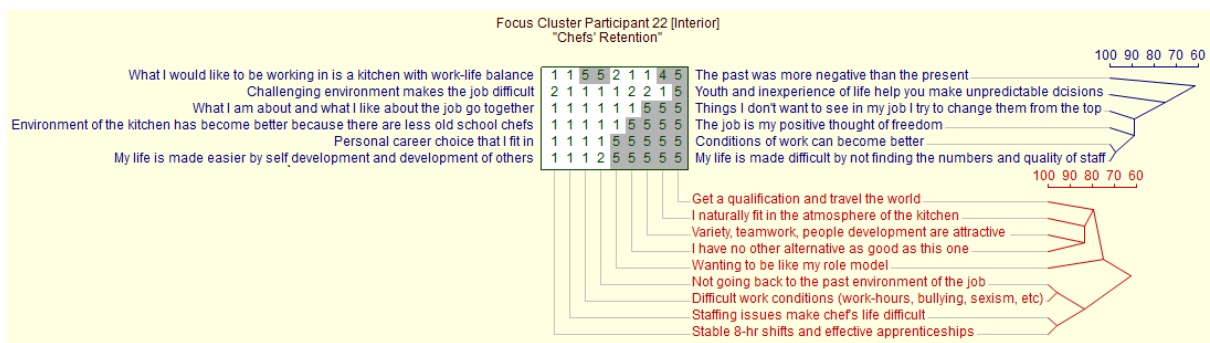 Focus Cluster Participant 22 [Interior]
"Chefs' Retention"
100 90 80 70 60
What I would like to be working in is a kitchen with work-life balance 1 1 5 5 2 1 1 4 5 The past was more negative than the present
Challenging environment makes the job difficult 2 1 1 1 1 2 2 1 5 Youth and inexperience of life help you make unpredictable dcisions
What I am about and what I like about the job go together 1 1 1 1 1 1 5 5 5 Things I don't want to see in my job I try to change them from the top
Environment of the kitchen has become better because there are less old school chefs 1 1 1 1 1 5 5 5 5 The job is my positive thought of freedom
Personal career choice that I fit in 1 1 1 1 5 5 5 5 5 Conditions of work can become better
My life is made easier by self development and development of others 1 1 1 2 5 5 5 5 5 My life is made difficult by not finding the numbers and quality of staff
100 90 80 70 60
Get a qualification and travel the world
I naturally fit in the atmosphere of the kitchen
Variety, teamwork, people development are attractive
I have no other alternative as good as this one
Wanting to be like my role model
Not going back to the past environment of the job
Difficult work conditions (work-hours, bullying, sexism, etc)
Staffing issues make chef's life difficult
Stable 8-hr shifts and effective apprenticeships